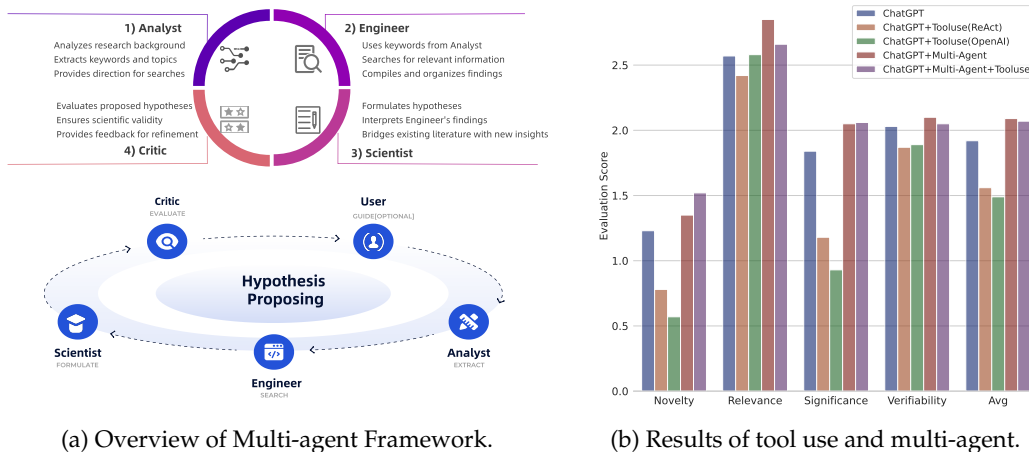 1) Analyst
Analyzes research background
Extracts keywords and topics
Provides direction for searches
2) Engineer
Uses keywords from Analyst
Searches for relevant information
Compiles and organizes findings
Evaluates proposed hypotheses
Ensures scientific validity
Provides feedback for refinement
4) Critic
Formulates hypotheses
Interprets Engineer's findings
Bridges existing literature with new insights
3) Scientist
Critic
EVALUATE
User
GUIDE(OPTIONAL)
Hypothesis
Proposing
Scientist
FORMULATE
Analyst
EXTRACT
Engineer
SEARCH
(a) Overview of Multi-agent Framework.
ChatGPT
ChatGPT+Tooluse(ReAct)
ChatGPT+Tooluse(OpenAI)
ChatGPT+Multi-Agent
ChatGPT+Multi-Agent+Tooluse
Evaluation Score
2.5
2.0
1.5
1.0
0.5
0.0
Novelty Relevance Significance Verifiability Avg
(b) Results of tool use and multi-agent.